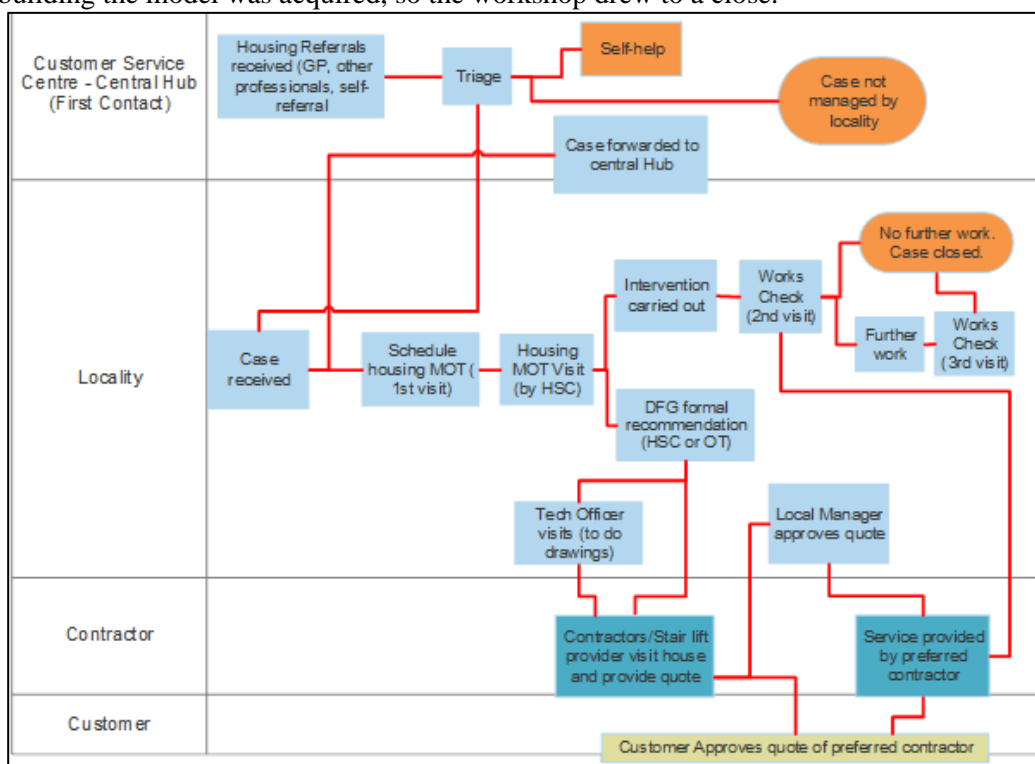 building the model was acquired, so the workshop drew to a close.
Customer Service
Centre - Central Hub
(First Contact)
Housing Referrals
received (GP, other
professionals, self-
referral
Triage
Self-help
Case not
managed by
locality
Case forwarded to
central Hub
Locality
Case
received
Schedule
housing MOT (
1st visit)
Housing
MOT Visit
(by HSC)
Intervention
carried out
Works
Check
(2nd visit)
No further work.
Case closed.
Further
work
Works
Check
(3rd visit)
DFG formal
recommendation
(HSC or OT)
Tech Officer
visits (to do
drawings)
Local Manager
approves quote
Contractor
Contractors/Stair lift
provider visit house
and provide quote
Service provided
by preferred
contractor
Customer
Customer Approves quote of preferred contractor